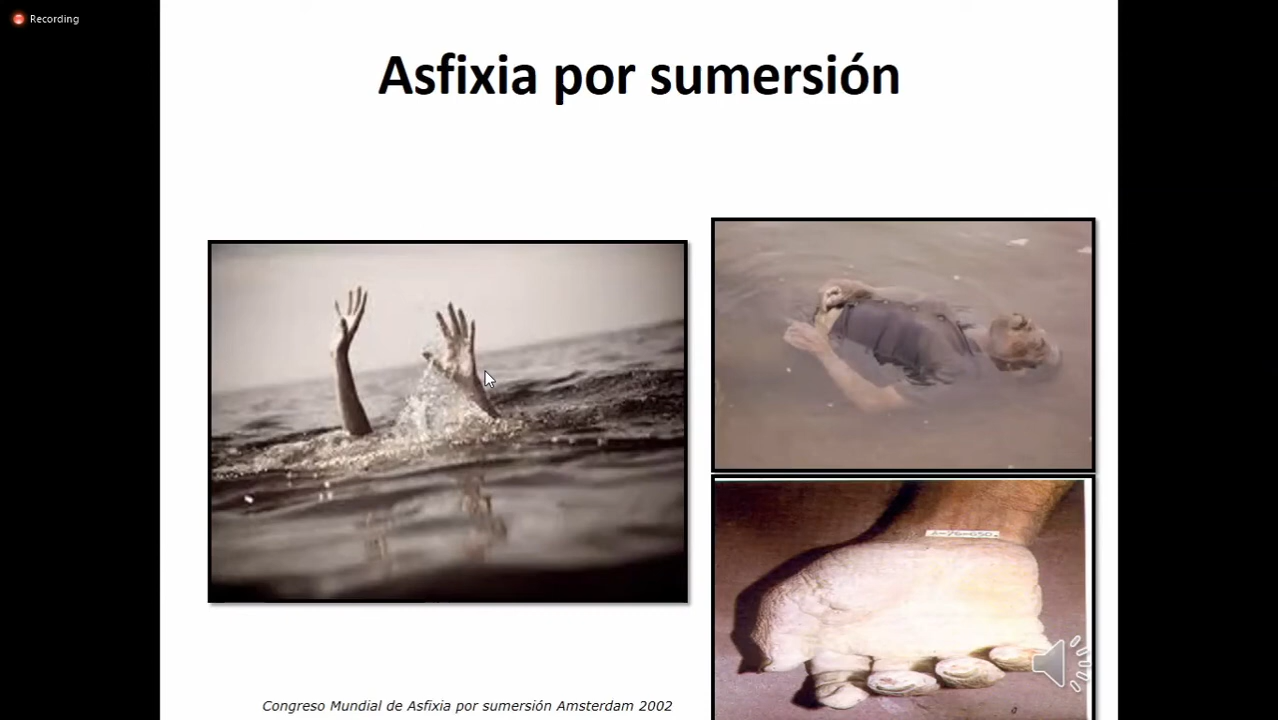 Recording
Asfixia por sumersión
Congreso Mundial de Asfixia por sumersión Amsterdam 2002